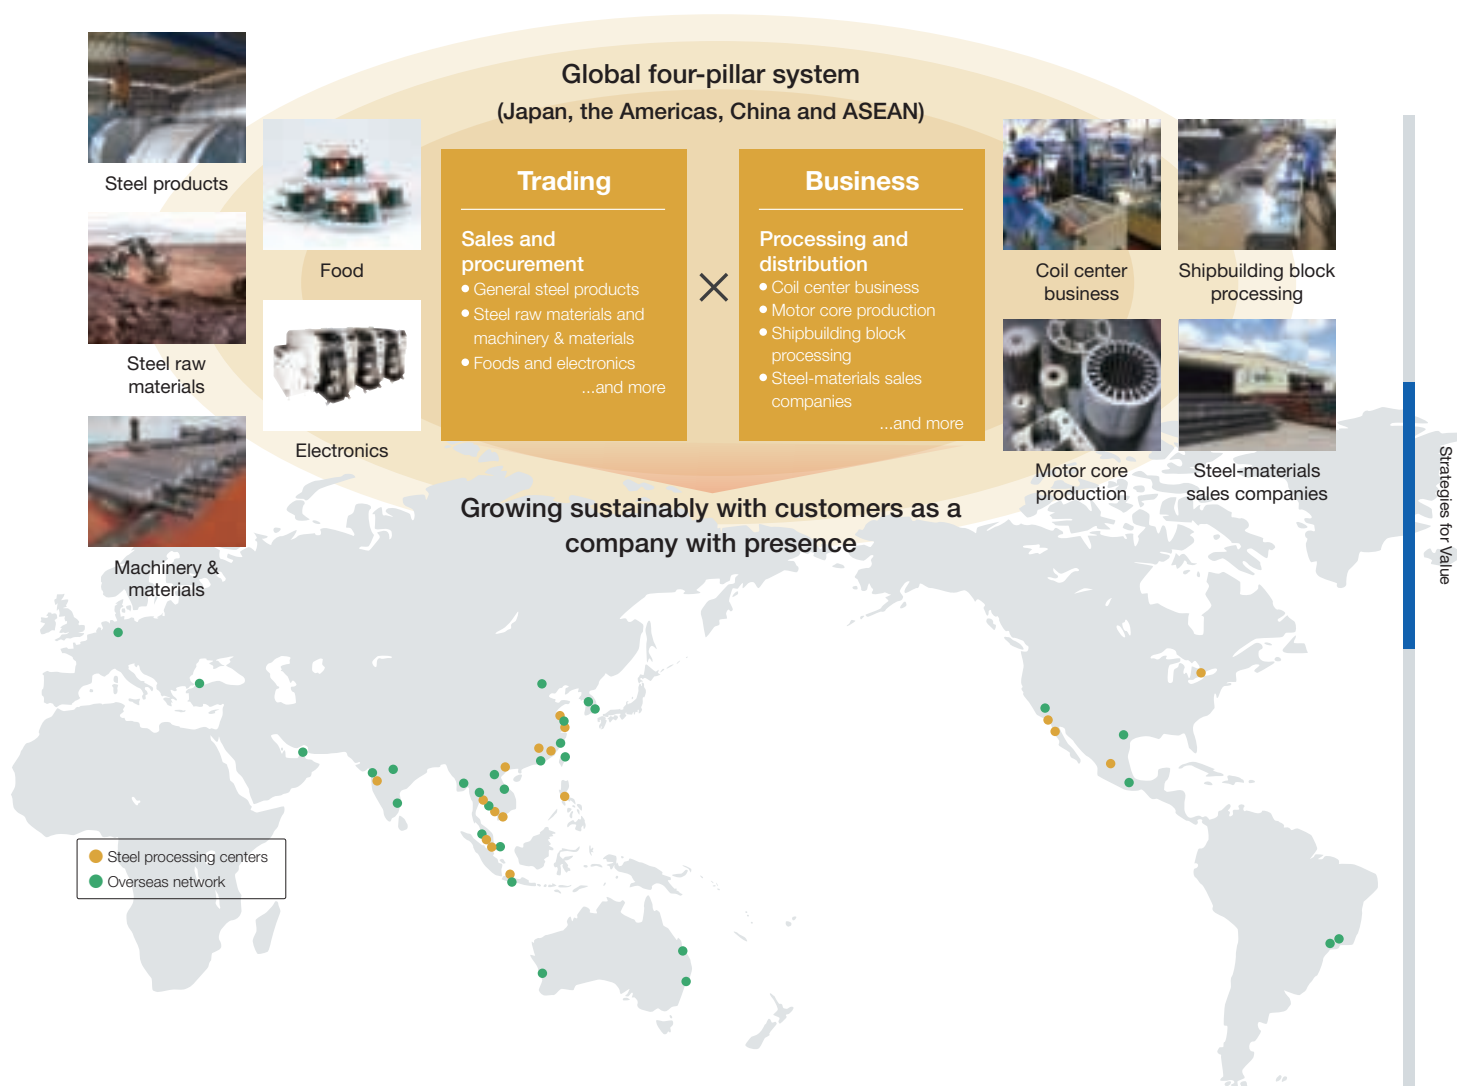 Global four-pillar system
(Japan, the Americas, China and ASEAN)
Steel products
Steel raw
materials
Machinery &
materials
Food
Electronics
Trading
Sales and
procurement
• General steel products
• Steel raw materials and
machinery & materials
• Foods and electronics
...and more
×
Business
Processing and
distribution
• Coil center business
• Motor core production
• Shipbuilding block
processing
• Steel-materials sales
companies
...and more
Coil center
business
Shipbuilding block
processing
Motor core
production
Steel-materials
sales companies
Growing sustainably with customers as a
company with presence
Steel processing centers
Overseas network
Strategies for Value